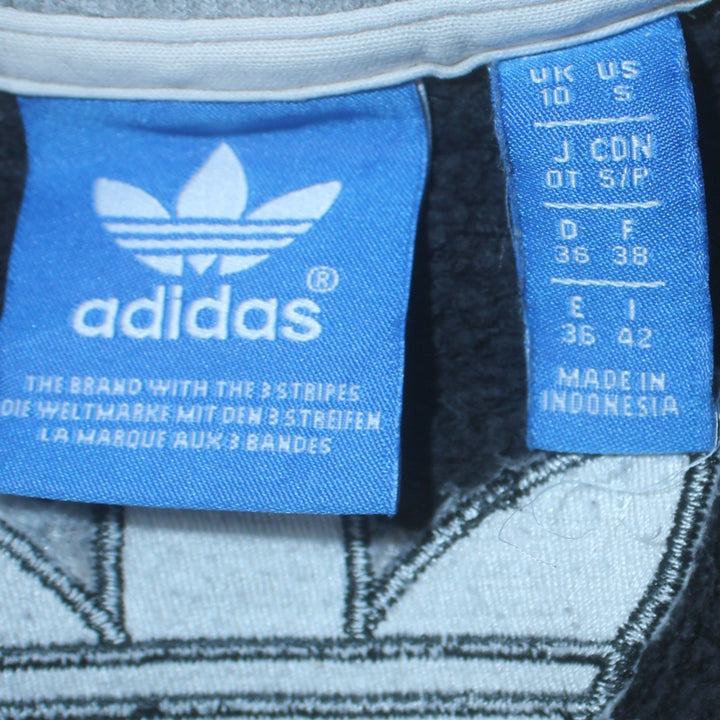 adidas®
THE BRAND WITH THE 3 STRIPES
DIE WELTMARKE MIT DEN 3 STREIFEN
LA MARQUE AUX 3 BANDES
UK US
10 S
J CDN
OT S/P
D F
36 38
E I
36 42
MADE IN
INDONESIA